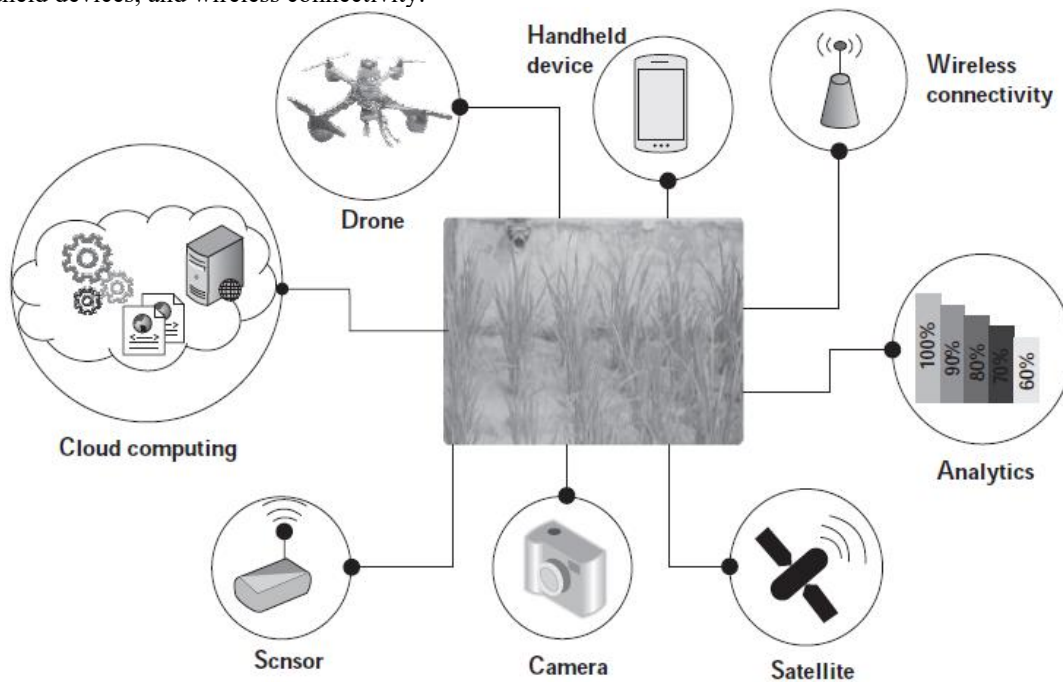 held devices, and wireless connectivity.
Handheld
device
Wireless
connectivity
Drone
Cloud computing
100%
90%
80%
70%
60%
Analytics
Scnsor
Camera
Satellite